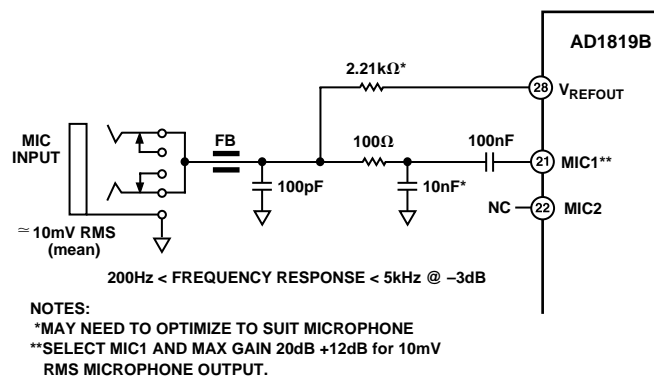 AD1819B
2.21kΩ*
28
VREFOUT
MIC
INPUT
FB
100Ω
100nF
21
MIC1**
100pF
10nF*
NC
22
MIC2
≃ 10mV RMS
(mean)
200Hz < FREQUENCY RESPONSE < 5kHz @ –3dB
NOTES:
*MAY NEED TO OPTIMIZE TO SUIT MICROPHONE
**SELECT MIC1 AND MAX GAIN 20dB +12dB for 10mV
RMS MICROPHONE OUTPUT.